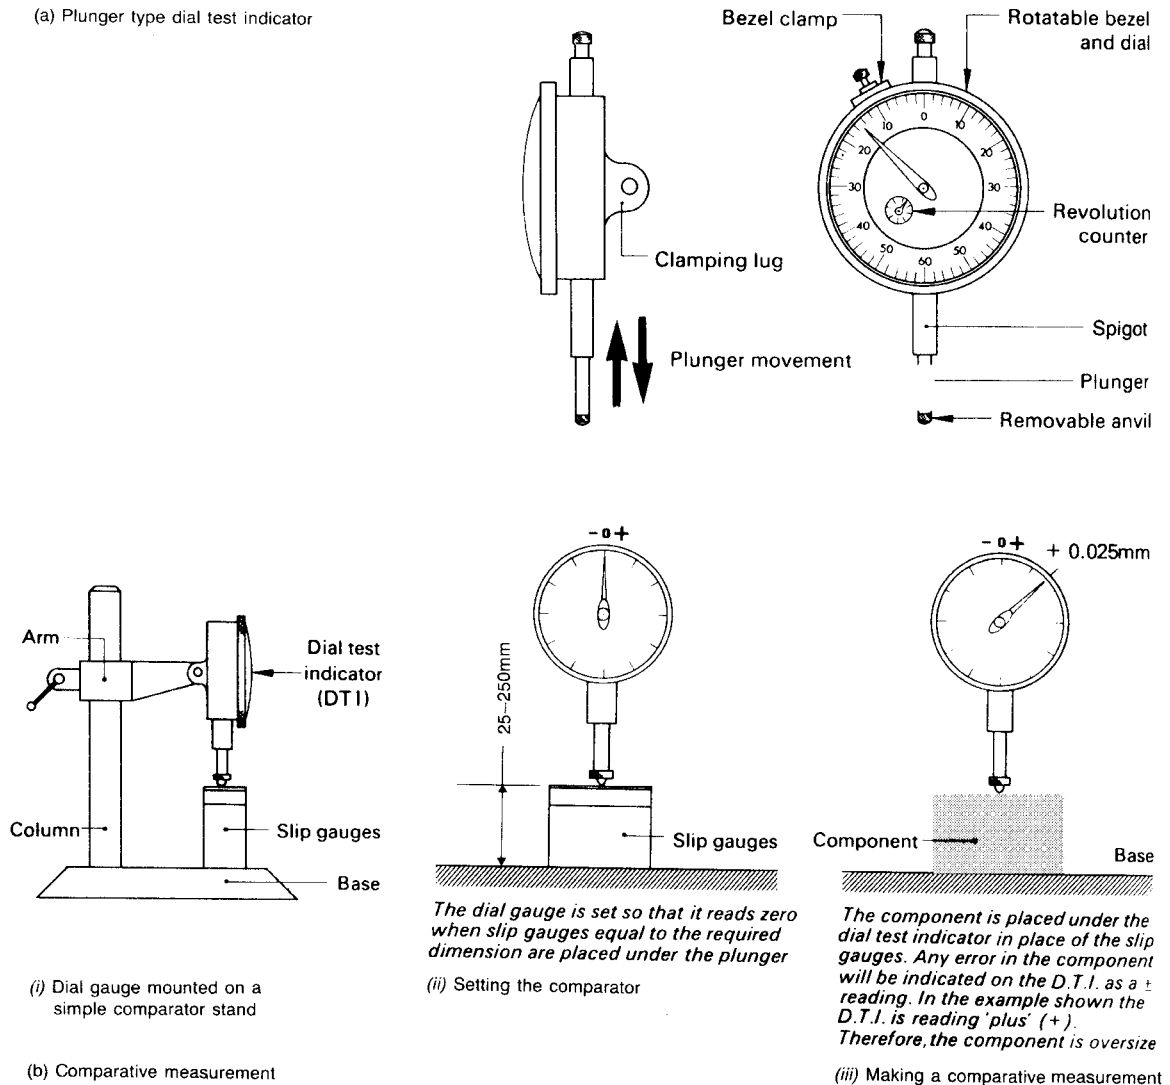 (a) Plunger type dial test indicator
Bezel clamp
Rotatable bezel
and dial
0
10
10
20
20
30
30
40
40
50
50
60
Revolution
counter
Clamping lug
Spigot
Plunger movement
Plunger
Removable anvil
Arm
Dial test
indicator
(DTI)
Column
Slip gauges
Base
(i) Dial gauge mounted on a
simple comparator stand
(b) Comparative measurement
- 0 +
25–250mm
Slip gauges
The dial gauge is set so that it reads zero
when slip gauges equal to the required
dimension are placed under the plunger
(ii) Setting the comparator
- 0 +
+ 0.025mm
Component
Base
The component is placed under the
dial test indicator in place of the slip
gauges. Any error in the component
will be indicated on the D.T.I. as a ±
reading. In the example shown the
D.T.I. is reading 'plus' (+).
Therefore, the component is oversize
(iii) Making a comparative measurement